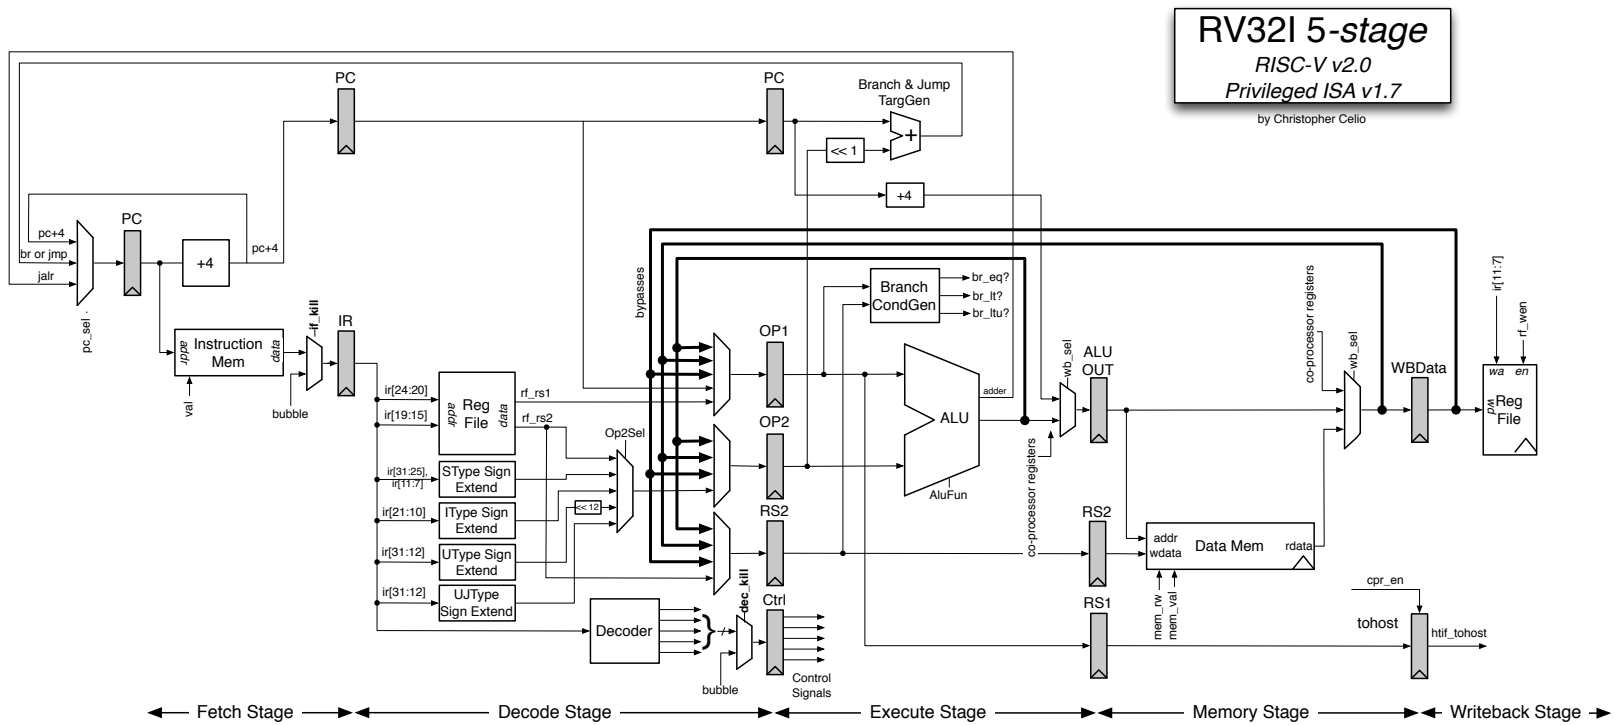 RV32I 5-stage
RISC-V v2.0
Privileged ISA v1.7
by Christopher Celio
PC
PC
Branch & Jump
TargGen
+
<< 1
+4
PC
pc+4
br or jmp
jalr
pc_sel
+4
pc+4
if_kill
IR
Instruction
Mem
addr
data
val
bubble
bypasses
Branch
CondGen
br_eq?
br_lt?
br_ltu?
OP1
ir[24:20]
ir[19:15]
Reg
File
addr
data
rf_rs1
rf_rs2
Op2Sel
OP2
ALU
adder
AluFun
wb_sel
ALU
OUT
co-processor registers
co-processor registers
wb_sel
WBData
ir[11:7]
rf_wen
wa en
wd
Reg
File
ir[31:25],
ir[11:7]
SType Sign
Extend
ir[21:10]
IType Sign
Extend
<< 12
ir[31:12]
UType Sign
Extend
ir[31:12]
UJType
Sign Extend
RS2
RS2
addr
wdata
Data Mem
rdata
mem_rw
mem_val
Decoder
dec_kill
bubble
Ctrl
Control
Signals
RS1
cpr_en
tohost
htif_tohost
Fetch Stage
Decode Stage
Execute Stage
Memory Stage
Writeback Stage